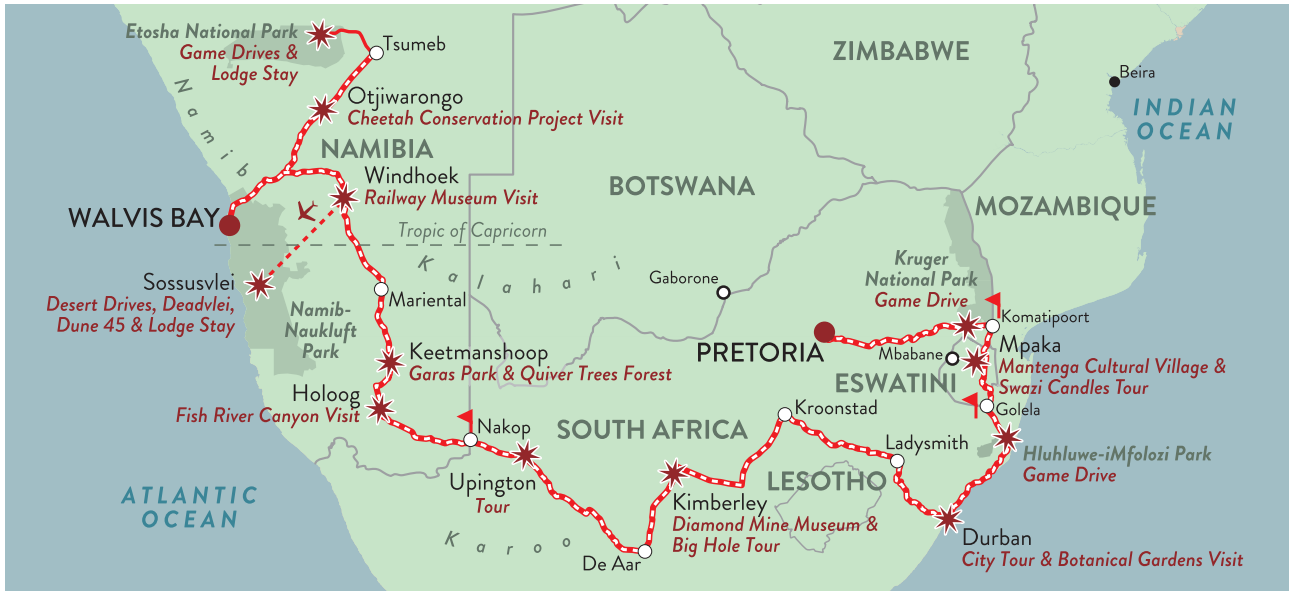 Etosha National Park
Game Drives &
Lodge Stay
Tsumeb
ZIMBABWE
Beira
INDIAN
OCEAN
Otjiwarongo
Cheetah Conservation Project Visit
Namib
NAMIBIA
Windhoek
Railway Museum Visit
BOTSWANA
MOZAMBIQUE
WALVIS BAY
Tropic of Capricorn
Kalahari
Kruger
National Park
Game Drive
Gaborone
Sossusvlei
Desert Drives, Deadvlei,
Dune 45 & Lodge Stay
Mariental
Namib-
Naukluft
Park
Komatipoort
PRETORIA
Mbabane
Mpaka
Mantenga Cultural Village &
Swazi Candles Tour
ESWATINI
Keetmanshoop
Garas Park & Quiver Trees Forest
Holoog
Fish River Canyon Visit
Kroonstad
Golela
Nakop
SOUTH AFRICA
Ladysmith
Hluhluwe-iMfolozi Park
Game Drive
Upington
Tour
LESOTHO
Kimberley
Diamond Mine Museum &
Big Hole Tour
ATLANTIC
OCEAN
Karoo
De Aar
Durban
City Tour & Botanical Gardens Visit